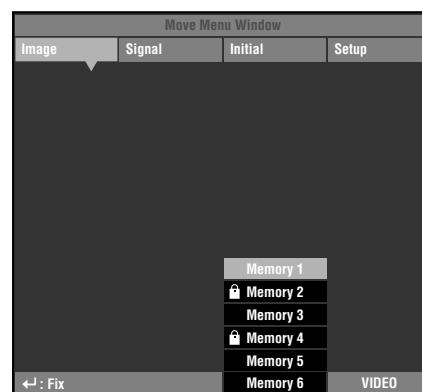 Move Menu Window
Image Signal Initial Setup
Memory 1
Memory 2
Memory 3
Memory 4
Memory 5
↵ : Fix Memory 6 VIDEO